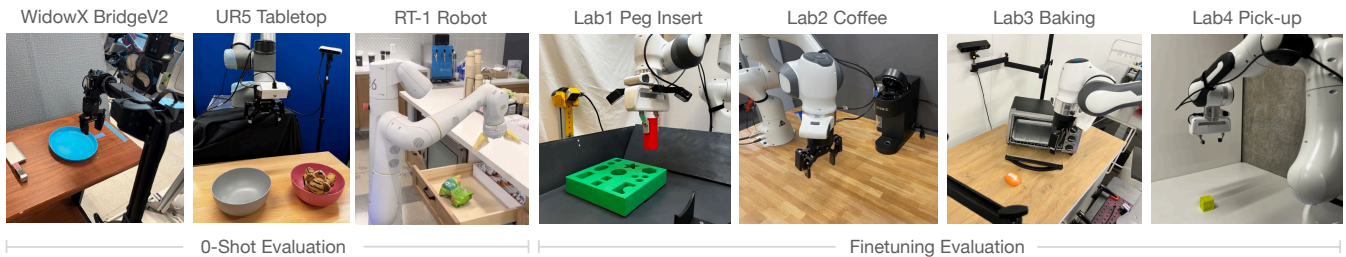 WidowX BridgeV2
UR5 Tabletop
RT-1 Robot
Lab1 Peg Insert
Lab2 Coffee
Lab3 Baking
Lab4 Pick-up
0-Shot Evaluation
Finetuning Evaluation